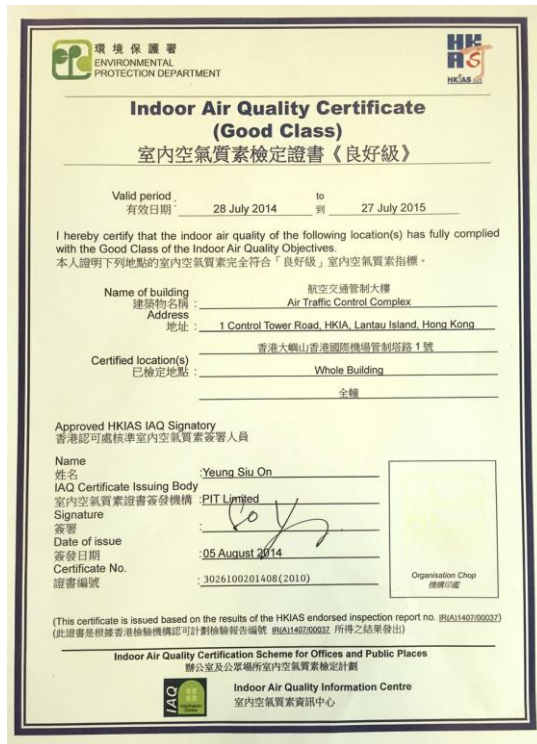 環境保護署
ENVIRONMENTAL
PROTECTION DEPARTMENT
HKAS
HKIAS 025
Indoor Air Quality Certificate
(Good Class)
室內空氣質素檢定證書《良好級》
Valid period
有效日期 : 28 July 2014 to 到 27 July 2015
I hereby certify that the indoor air quality of the following location(s) has fully complied
with the Good Class of the Indoor Air Quality Objectives.
本人證明下列地點的室內空氣質素完全符合「良好級」室內空氣質素指標。
Name of building 航空交通管制大樓
建築物名稱 : Air Traffic Control Complex
Address
地址 : 1 Control Tower Road, HKIA, Lantau Island, Hong Kong
香港大嶼山香港國際機場管制塔路 1 號
Certified location(s)
已檢定地點 : Whole Building
全幢
Approved HKIAS IAQ Signatory
香港認可處核準室內空氣質素簽署人員
Name
姓名 : Yeung Siu On
IAQ Certificate Issuing Body
室內空氣質素證書簽發機構 : PIT Limited
Signature
簽署 :
Date of issue
簽發日期 : 05 August 2014
Certificate No.
證書編號 : 3026100201408(2010)
Organisation Chop
機構印鑑
(This certificate is issued based on the results of the HKIAS endorsed inspection report no. IR(A)1407/00037)
(此證書是根據香港檢驗機構認可計劃檢驗報告編號 IR(A)1407/00037 所得之結果發出)
Indoor Air Quality Certification Scheme for Offices and Public Places
辦公室及公眾場所室內空氣質素檢定計劃
IAQ
Information
Centre
Indoor Air Quality Information Centre
室內空氣質素資訊中心